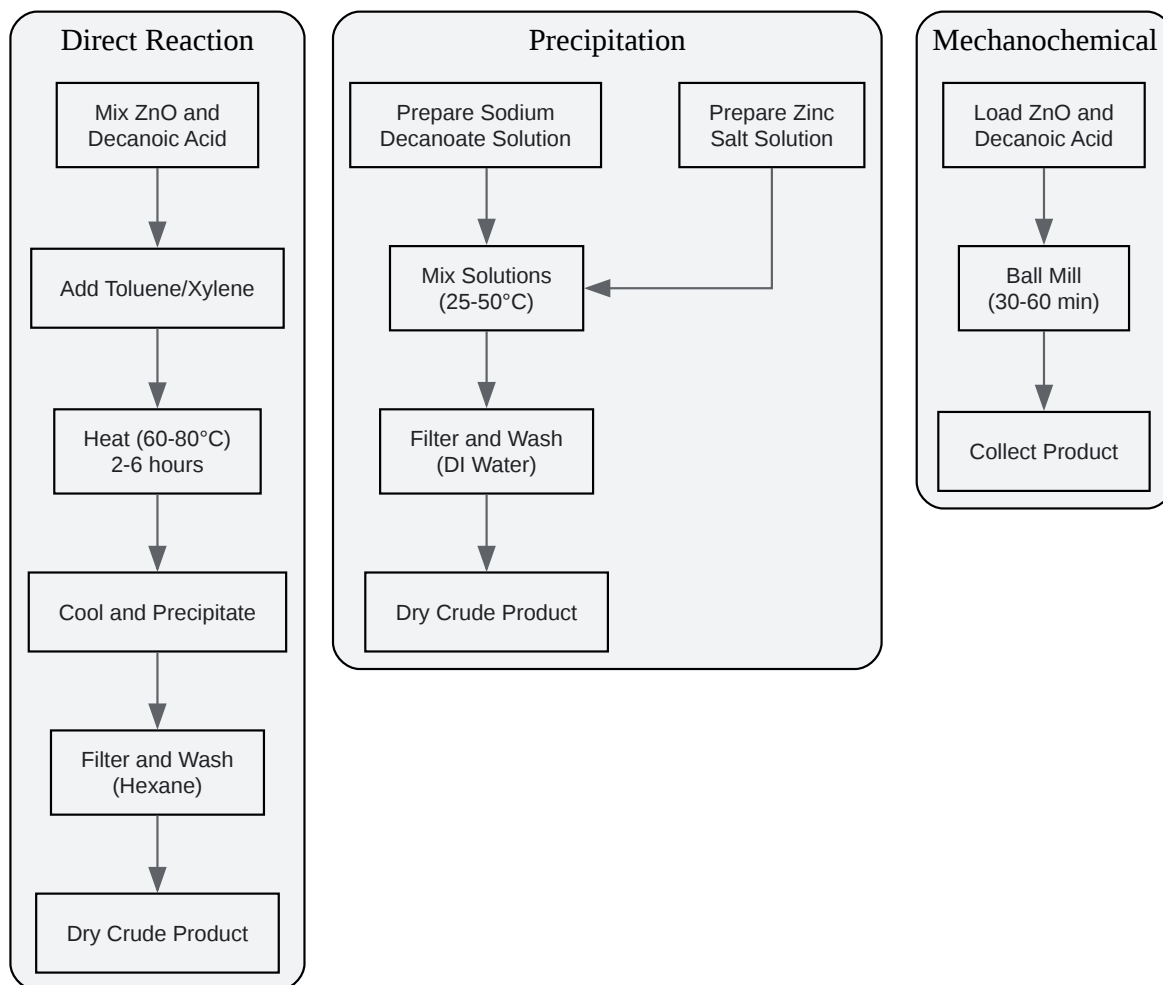 Direct Reaction
Mix ZnO and
Decanoic Acid
Add Toluene/Xylene
Heat (60-80°C)
2-6 hours
Cool and Precipitate
Filter and Wash
(Hexane)
Dry Crude Product
Precipitation
Prepare Sodium
Decanoate Solution
Prepare Zinc
Salt Solution
Mix Solutions
(25-50°C)
Filter and Wash
(DI Water)
Dry Crude Product
Mechanochemical
Load ZnO and
Decanoic Acid
Ball Mill
(30-60 min)
Collect Product